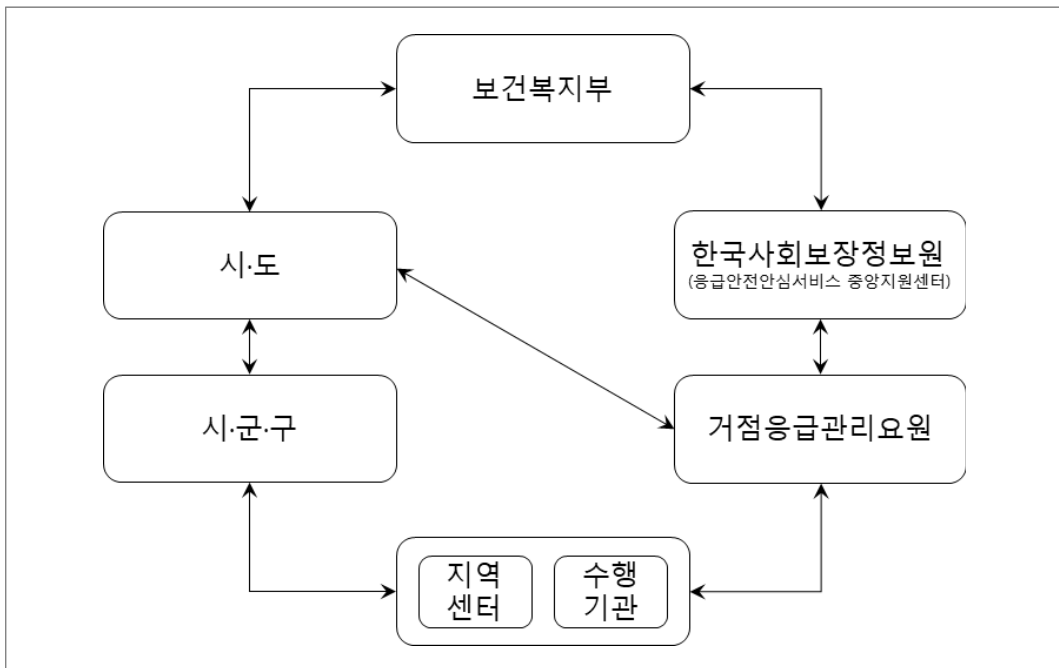 보건복지부
시·도
한국사회보장정보원
(응급안전안심서비스 중앙지원센터)
시·군·구
거점응급관리요원
지역
센터
수행
기관